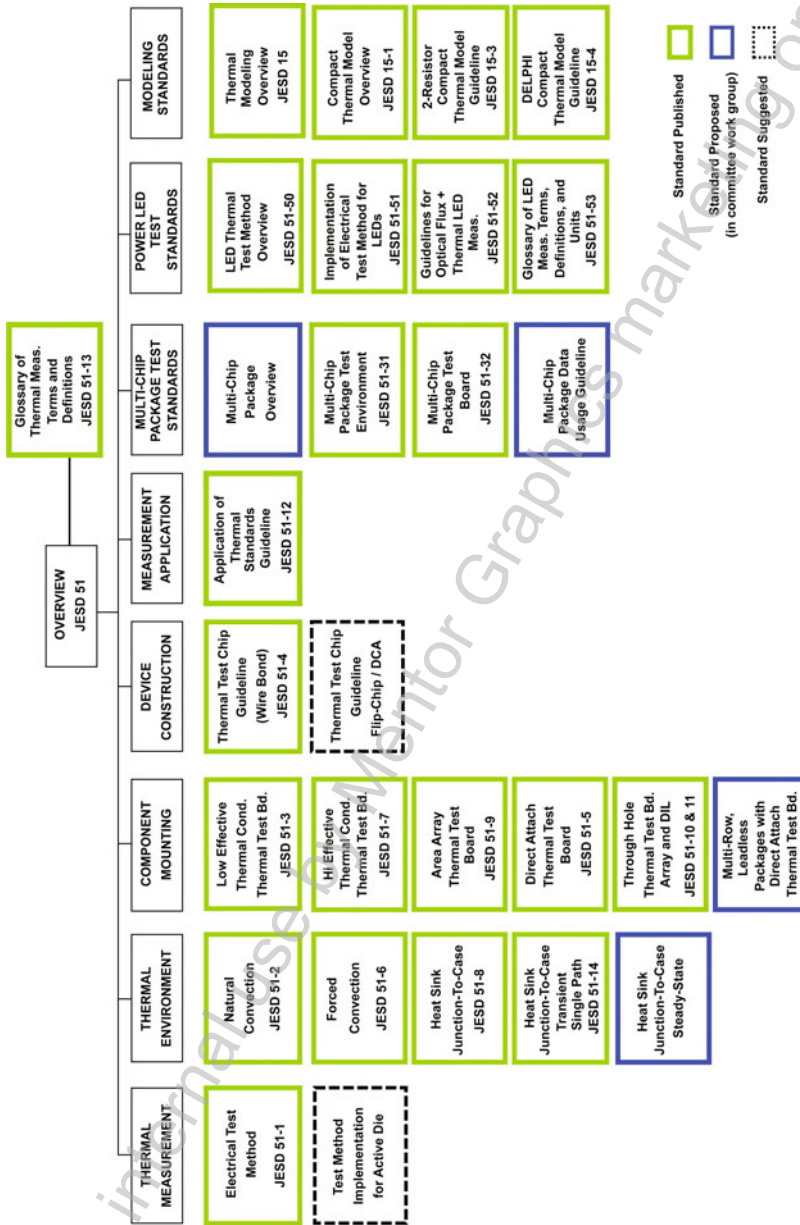 OVERVIEW
JESD 51
Glossary of
Thermal Meas.
Terms and
Definitions
JESD 51-13
THERMAL
MEASUREMENT
Electrical Test
Method
JESD 51-1
Test Method
Implementation
for Active Die
THERMAL
ENVIRONMENT
Natural
Convection
JESD 51-2
Forced
Convection
JESD 51-6
Heat Sink
Junction-To-Case
JESD 51-8
Heat Sink
Junction-To-Case
Transient
Single Path
JESD 51-14
Heat Sink
Junction-To-Case
Steady-State
COMPONENT
MOUNTING
Low Effective
Thermal Cond.
Thermal Test Bd.
JESD 51-3
Hi Effective
Thermal Cond.
Thermal Test Bd.
JESD 51-7
Area Array
Thermal Test
Board
JESD 51-9
Direct Attach
Thermal Test
Board
JESD 51-5
Through Hole
Thermal Test Bd.
Array and DIL
JESD 51-10 & 11
Multi-Row,
Leadless
Packages with
Direct Attach
Thermal Test Bd.
DEVICE
CONSTRUCTION
Thermal Test Chip
Guideline
(Wire Bond)
JESD 51-4
Thermal Test Chip
Guideline
Flip-Chip / DCA
MEASUREMENT
APPLICATION
Application of
Thermal
Standards
Guideline
JESD 51-12
MULTI-CHIP
PACKAGE TEST
STANDARDS
Multi-Chip
Package
Overview
Multi-Chip
Package Test
Environment
JESD 51-31
Multi-Chip
Package Test
Board
JESD 51-32
Multi-Chip
Package Data
Usage Guideline
POWER LED
TEST
STANDARDS
LED Thermal
Test Method
Overview
JESD 51-50
Implementation
of Electrical
Test Method for
LEDs
JESD 51-51
Guidelines for
Optical Flux +
Thermal LED
Meas.
JESD 51-52
Glossary of LED
Meas. Terms,
Definitions, and
Units
JESD 51-53
MODELING
STANDARDS
Thermal
Modeling
Overview
JESD 15
Compact
Thermal Model
Overview
JESD 15-1
2-Resistor
Compact
Thermal Model
Guideline
JESD 15-3
DELPHI
Compact
Thermal Model
Guideline
JESD 15-4
Standard Published
Standard Proposed
(in committee work group)
Standard Suggested
internal use by Mentor Graphics marketing